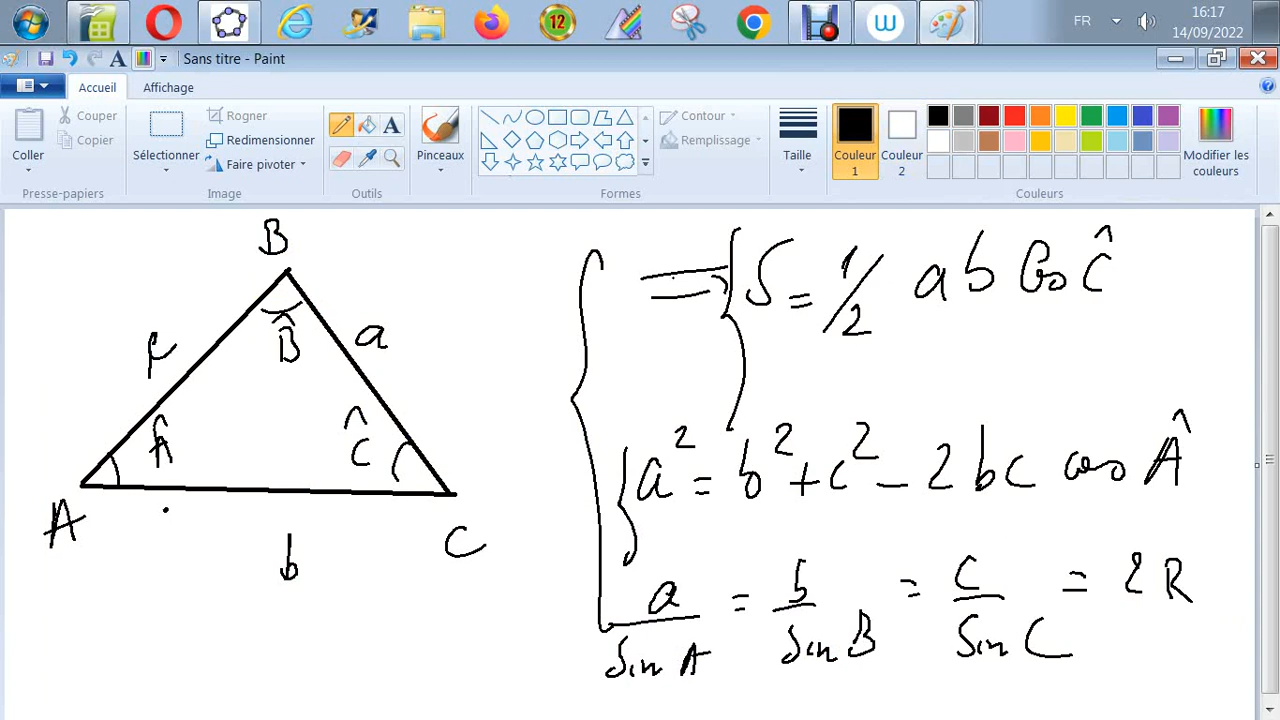 12
FR
16:17
14/09/2022
Sans titre - Paint
Accueil
Affichage
Coller
Couper
Copier
Presse-papiers
Sélectionner
Rogner
Redimensionner
Faire pivoter
Image
A
Outils
Pinceaux
Contour
Remplissage
Formes
Taille
Couleur 1
Couleur 2
Modifier les couleurs
Couleurs
B
B̂
a
Â
Ĉ
A
C
b
S = 1/2 a b Cos Ĉ
a² = b² + c² - 2bc cos Â
a/sin A = b/sin B = c/sin C = 2R